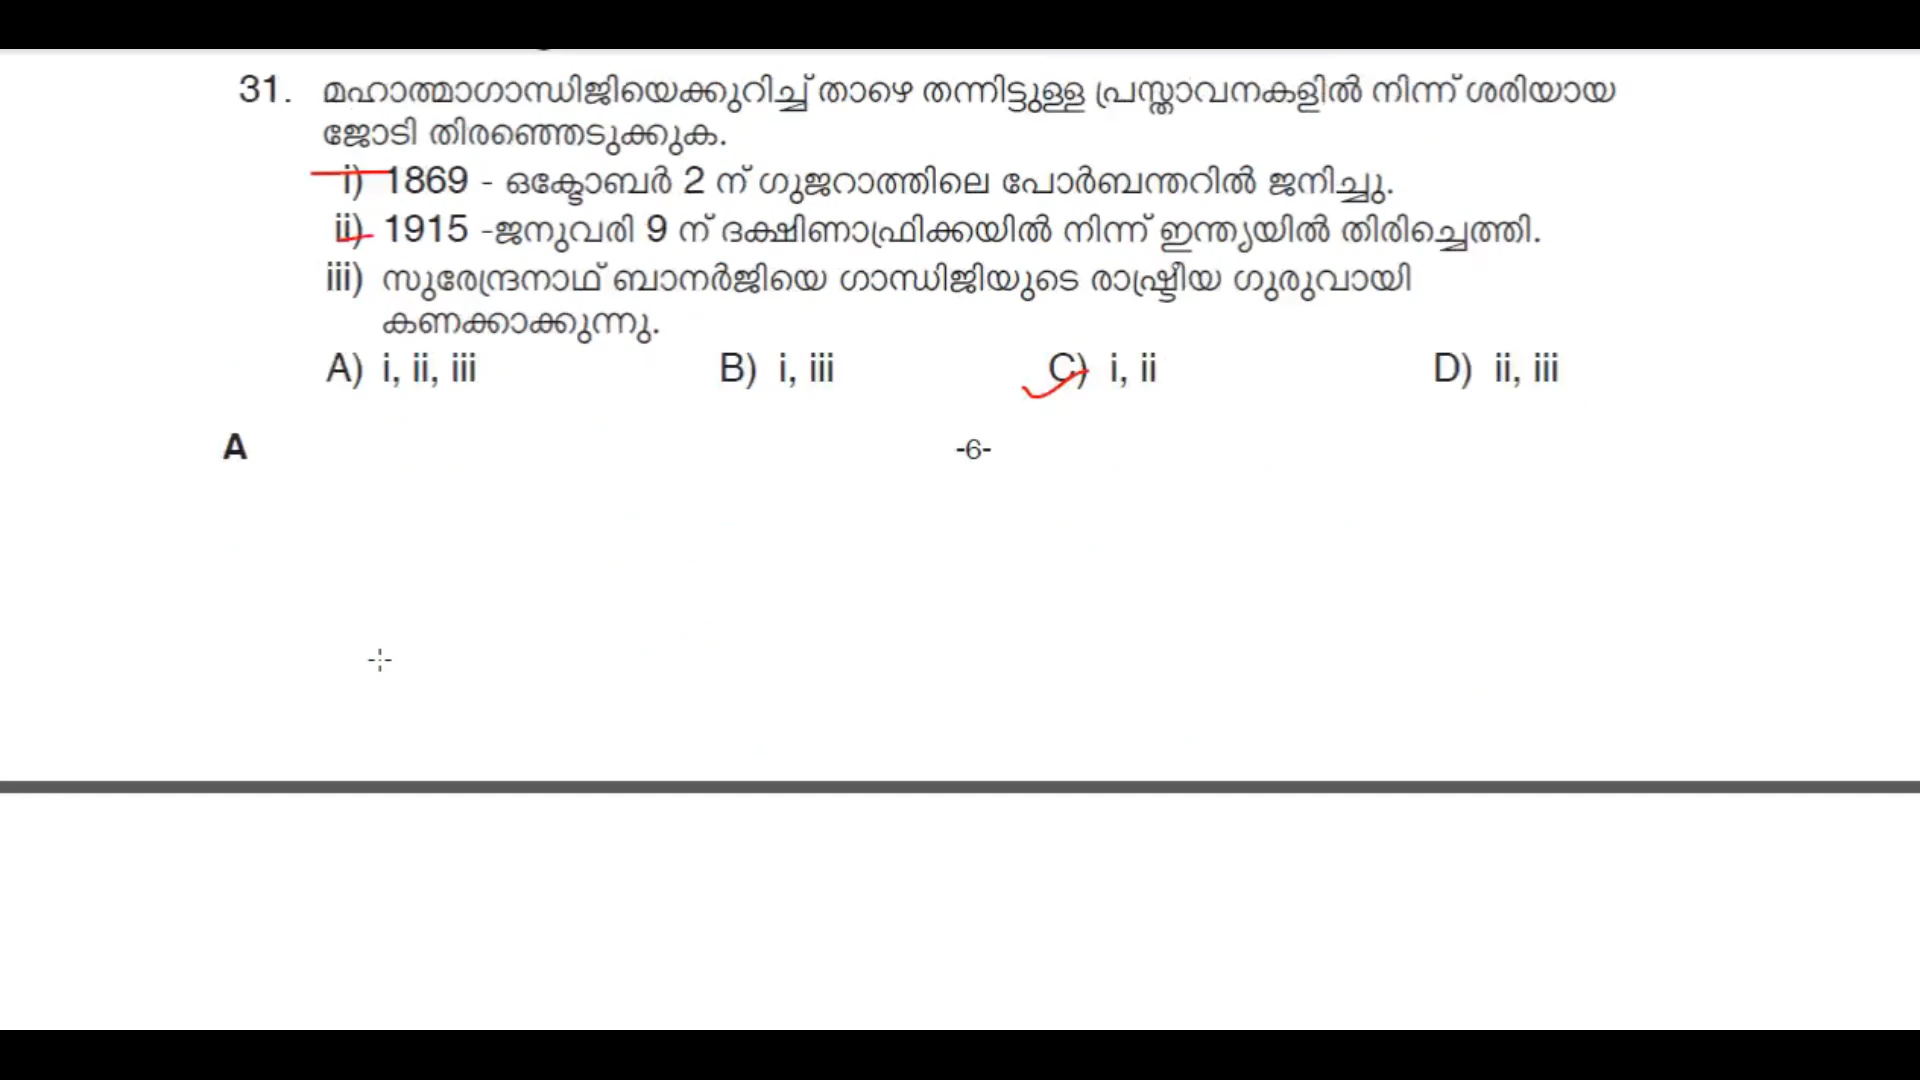 31. മഹാത്മാഗാന്ധിജിയെക്കുറിച്ച് താഴെ തന്നിട്ടുള്ള പ്രസ്താവനകളിൽ നിന്ന് ശരിയായ
ജോടി തിരഞ്ഞെടുക്കുക.
i) 1869 - ഒക്ടോബർ 2 ന് ഗുജറാത്തിലെ പോർബന്തറിൽ ജനിച്ചു.
ii) 1915 -ജനുവരി 9 ന് ദക്ഷിണാഫ്രിക്കയിൽ നിന്ന് ഇന്ത്യയിൽ തിരിച്ചെത്തി.
iii) സുരേന്ദ്രനാഥ് ബാനർജിയെ ഗാന്ധിജിയുടെ രാഷ്ട്രീയ ഗുരുവായി
കണക്കാക്കുന്നു.
A) i, ii, iii B) i, iii C) i, ii D) ii, iii
A -6-